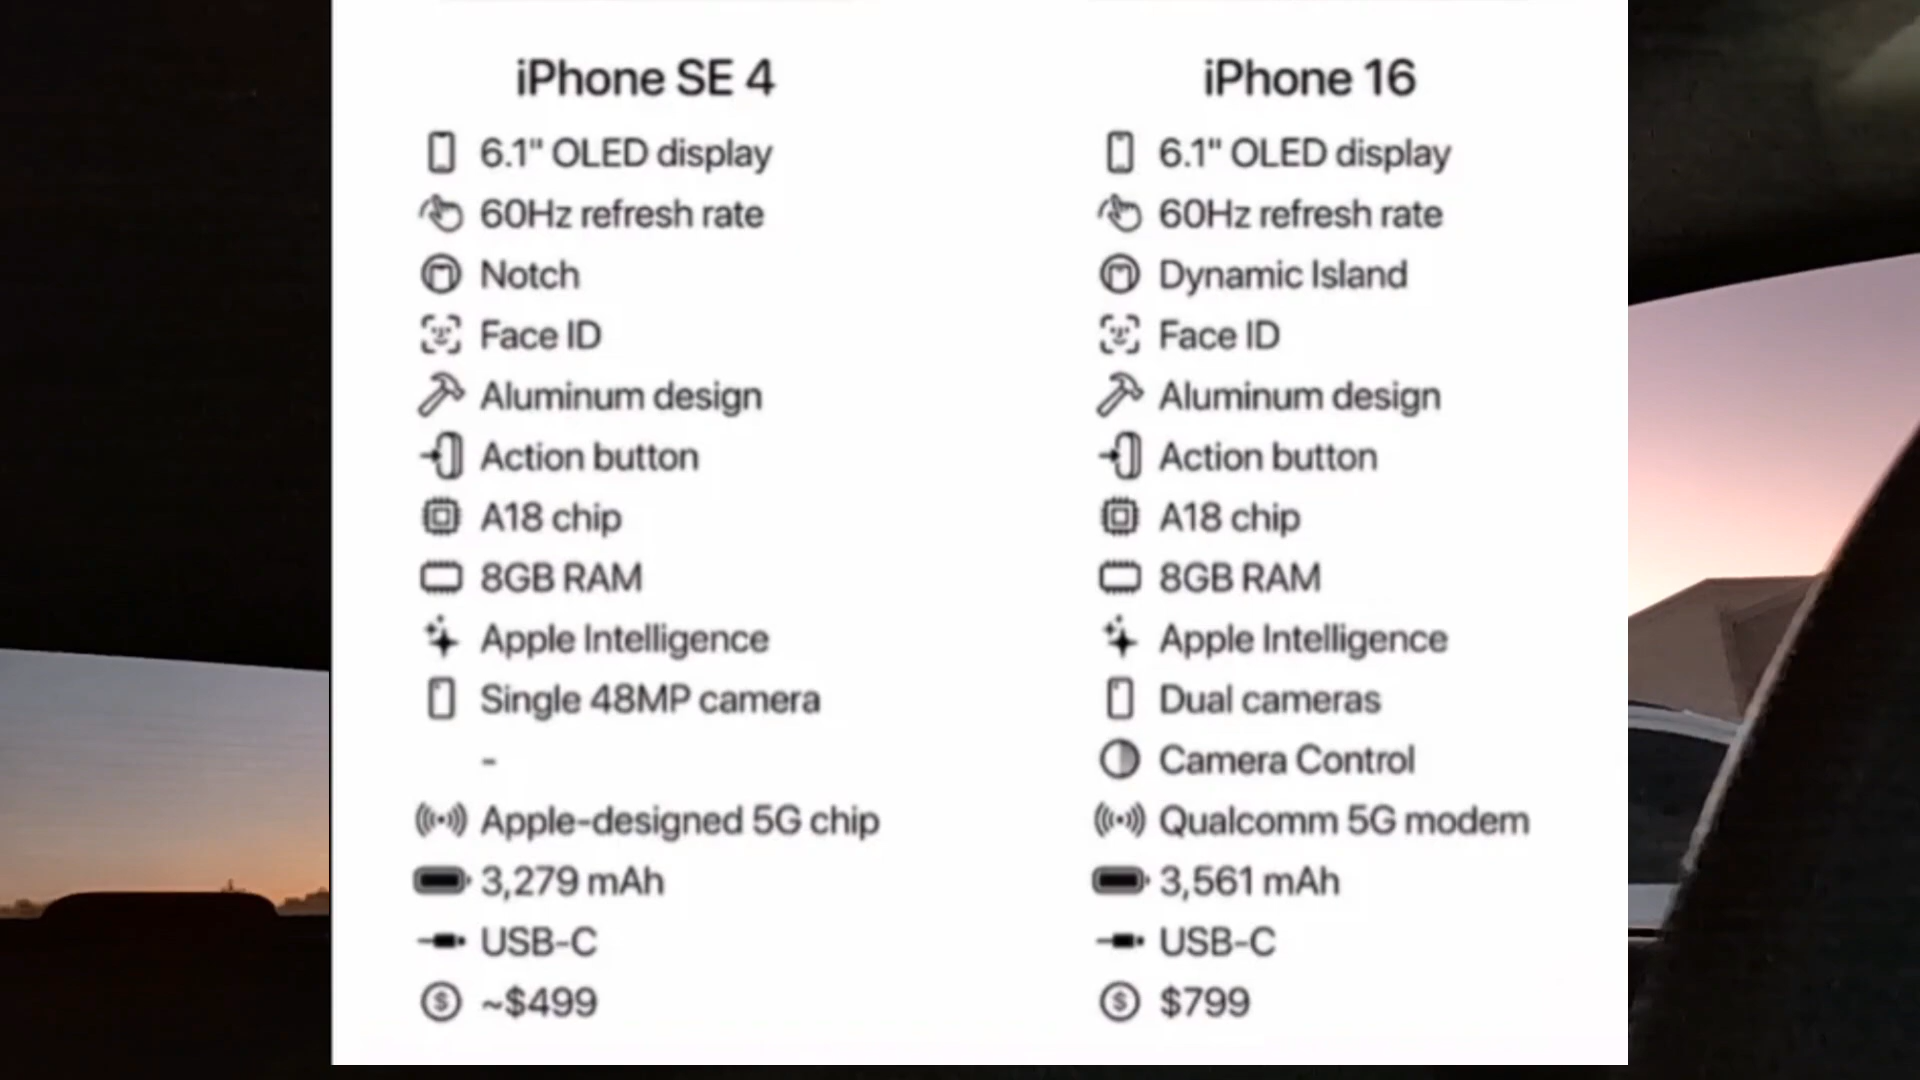 iPhone SE 4
6.1" OLED display
60Hz refresh rate
Notch
Face ID
Aluminum design
Action button
A18 chip
8GB RAM
Apple Intelligence
Single 48MP camera
-
Apple-designed 5G chip
3,279 mAh
USB-C
~$499
iPhone 16
6.1" OLED display
60Hz refresh rate
Dynamic Island
Face ID
Aluminum design
Action button
A18 chip
8GB RAM
Apple Intelligence
Dual cameras
Camera Control
Qualcomm 5G modem
3,561 mAh
USB-C
$799